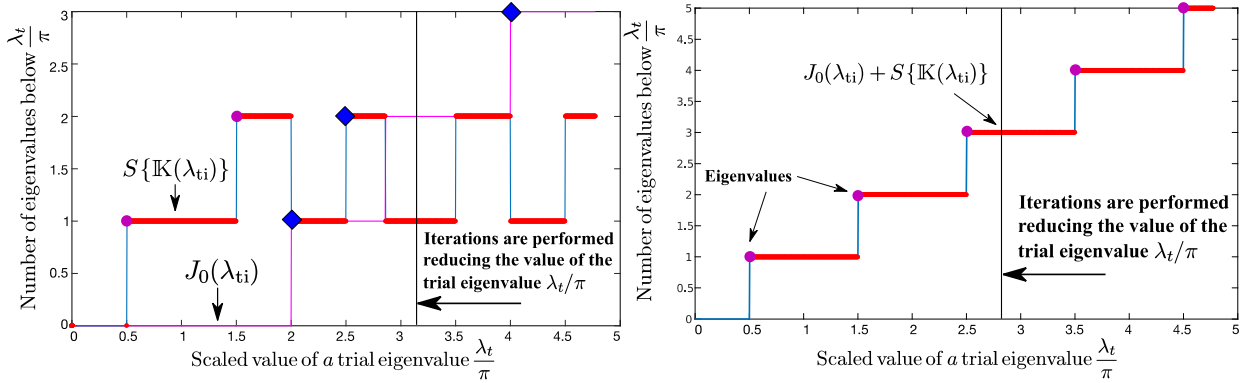 Number of eigenvalues below λt/π
3
2.5
2
1.5
1
0.5
0
S{𝕂(λti)}
J0(λti)
Iterations are performed
reducing the value of the
trial eigenvalue λt/π
0 0.5 1 1.5 2 2.5 3 3.5 4 4.5 5
Scaled value of a trial eigenvalue λt/π
Number of eigenvalues below λt/π
5
4.5
4
3.5
3
2.5
2
1.5
1
0.5
0
J0(λti) + S{𝕂(λti)}
Eigenvalues
Iterations are performed
reducing the value of the
trial eigenvalue λt/π
0 0.5 1 1.5 2 2.5 3 3.5 4 4.5 5
Scaled value of a trial eigenvalue λt/π